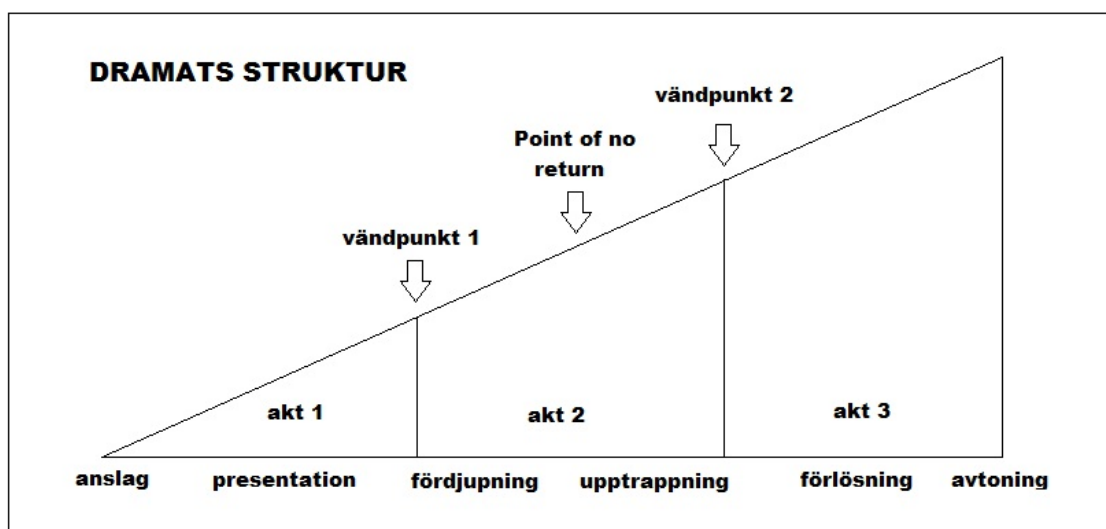 DRAMATS STRUKTUR
vändpunkt 2
Point of no
return
vändpunkt 1
akt 1
akt 2
akt 3
anslag
presentation
fördjupning
upptrappning
förlösning
avtoning